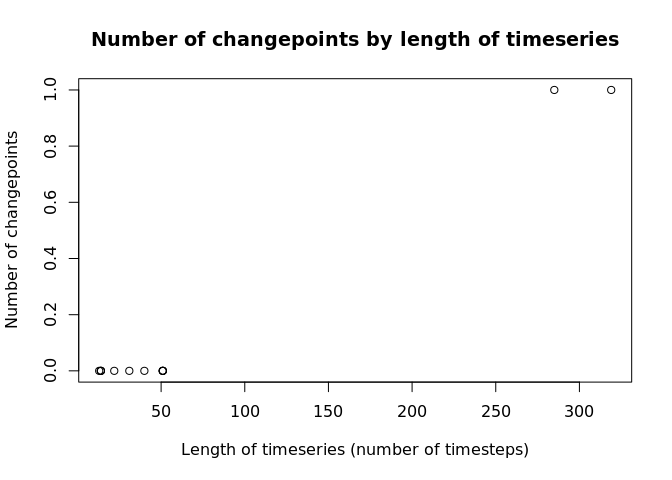 Number of changepoints by length of timeseries
Number of changepoints
1.0
0.8
0.6
0.4
0.2
0.0
50 100 150 200 250 300
Length of timeseries (number of timesteps)